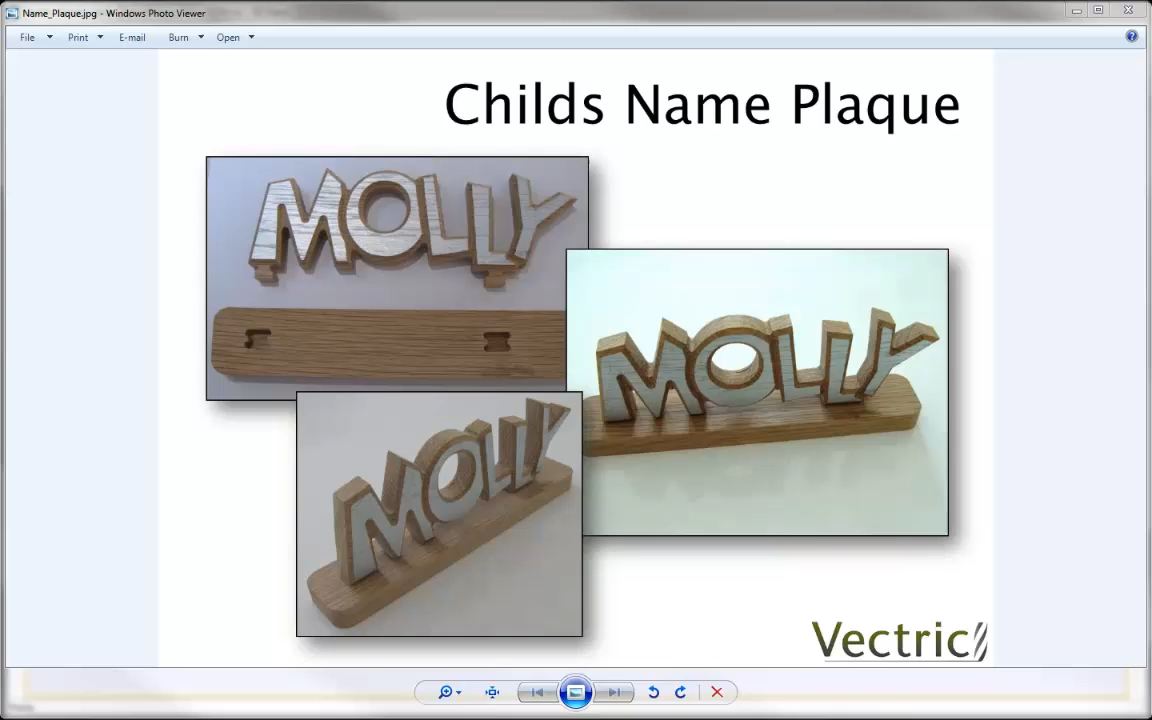 Name_Plaque.jpg - Windows Photo Viewer
File Print E-mail Burn Open
Childs Name Plaque
MOLLY
MOLLY
MOLLY
Vectric